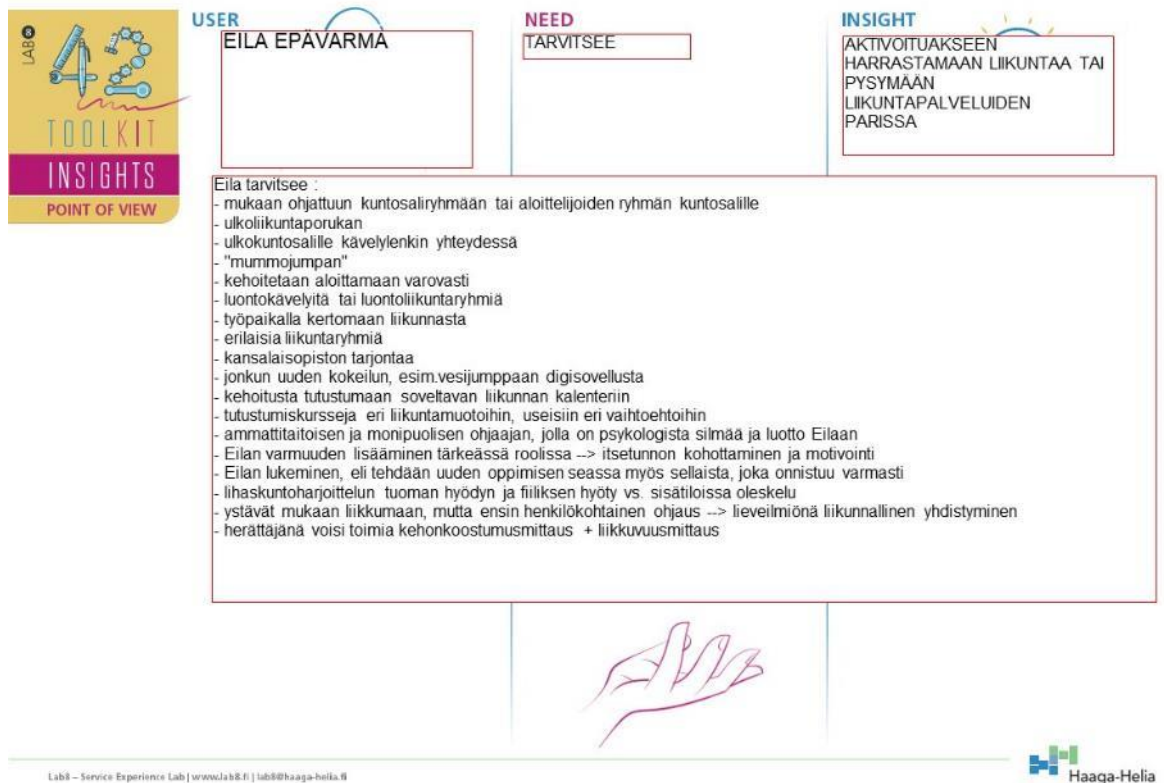 LAB8
42
TOOLKIT
INSIGHTS
POINT OF VIEW
USER
EILA EPÄVARMA
NEED
TARVITSEE
INSIGHT
AKTIVOITUAKSEEN
HARRASTAMAAN LIIKUNTAA TAI
PYSYMÄÄN
LIIKUNTAPALVELUIDEN
PARISSA
Eila tarvitsee :
- mukaan ohjattuun kuntosaliryhmään tai aloittelijoiden ryhmän kuntosalille
- ulkoliikuntaporukan
- ulkokuntosalille kävelylenkin yhteydessä
- "mummojumpan"
- kehoitetaan aloittamaan varovasti
- luontokävelyitä tai luontoliikuntaryhmiä
- työpaikalla kertomaan liikunnasta
- erilaisia liikuntaryhmiä
- kansalaisopiston tarjontaa
- jonkun uuden kokeilun, esim.vesijumppaan digisovellusta
- kehoitusta tutustumaan soveltavan liikunnan kalenteriin
- tutustumiskursseja eri liikuntamuotoihin, useisiin eri vaihtoehtoihin
- ammattitaitoisen ja monipuolisen ohjaajan, jolla on psykologista silmää ja luotto Eilaan
- Eilan varmuuden lisääminen tärkeässä roolissa --> itsetunnon kohottaminen ja motivointi
- Eilan lukeminen, eli tehdään uuden oppimisen seassa myös sellaista, joka onnistuu varmasti
- lihaskuntoharjoittelun tuoman hyödyn ja fiiliksen hyöty vs. sisätiloissa oleskelu
- ystävät mukaan liikkumaan, mutta ensin henkilökohtainen ohjaus --> lieveilmiönä liikunnallinen yhdistyminen
- herättäjänä voisi toimia kehonkoostumusmittaus + liikkuvuusmittaus
Lab8 – Service Experience Lab | www.lab8.fi | lab8@haaga-helia.fi
Haaga-Helia